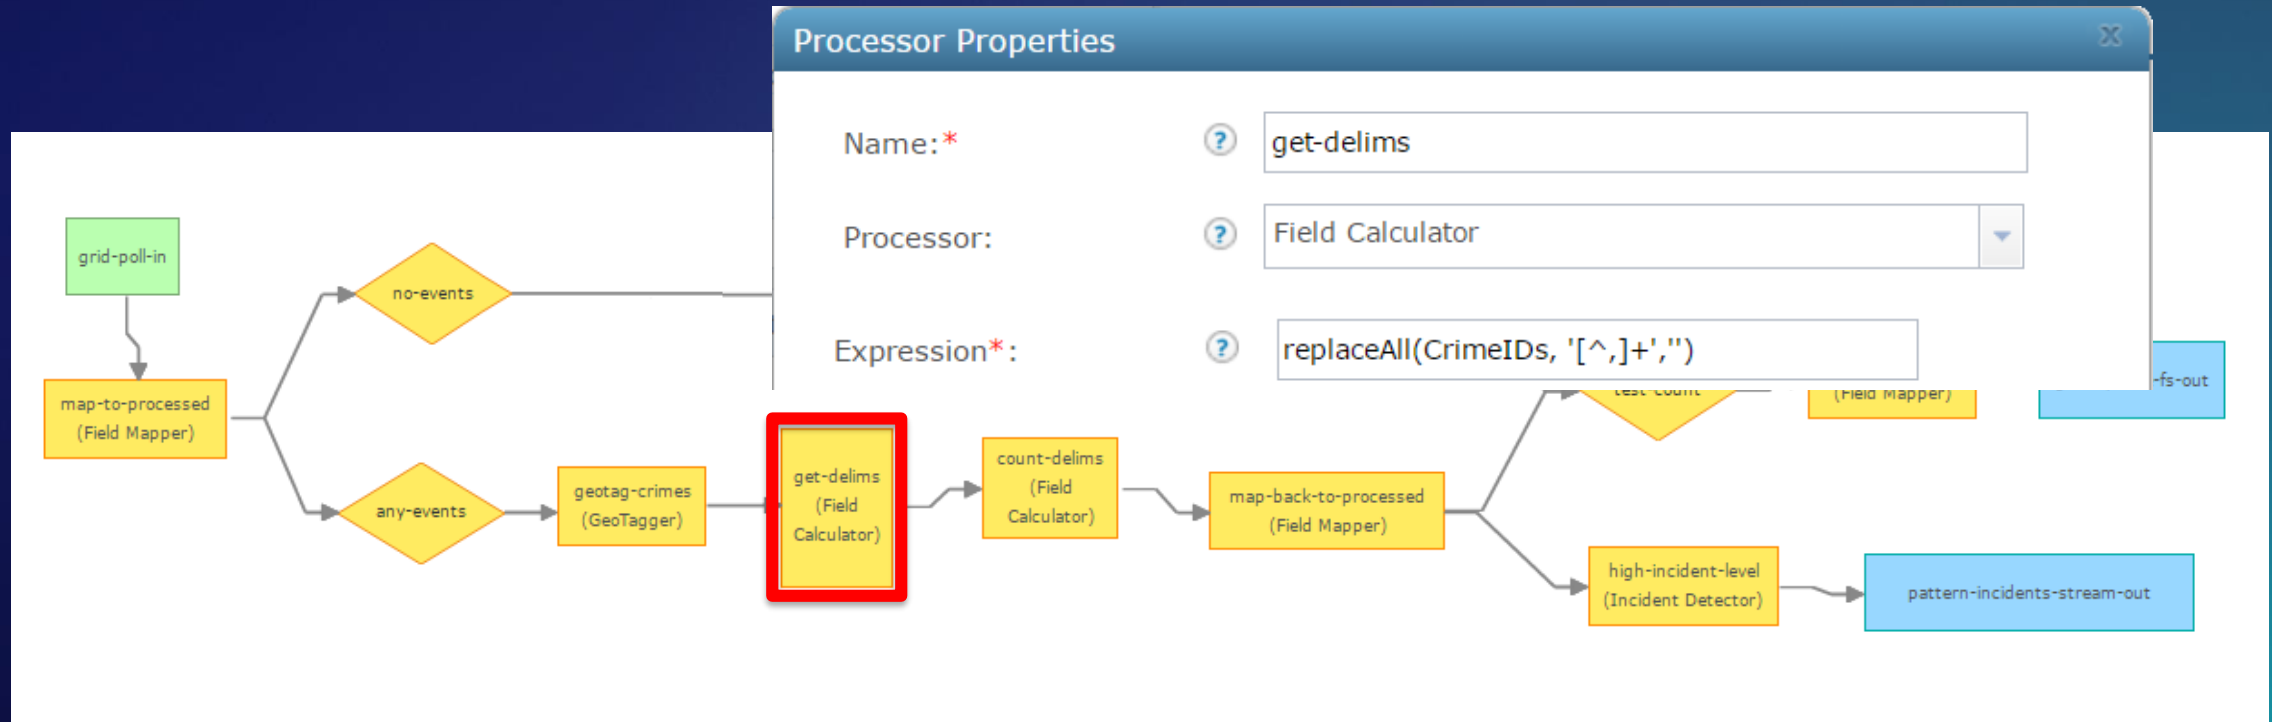 Processor Properties
x
Name:*
?
get-delims
Processor:
?
Field Calculator
Expression*:
?
replaceAll(CrimeIDs, '[^,]+','')
grid-poll-in
no-events
map-to-processed
(Field Mapper)
any-events
geotag-crimes
(GeoTagger)
get-delims
(Field
Calculator)
count-delims
(Field
Calculator)
map-back-to-processed
(Field Mapper)
test-count
(Field Mapper)
-fs-out
high-incident-level
(Incident Detector)
pattern-incidents-stream-out